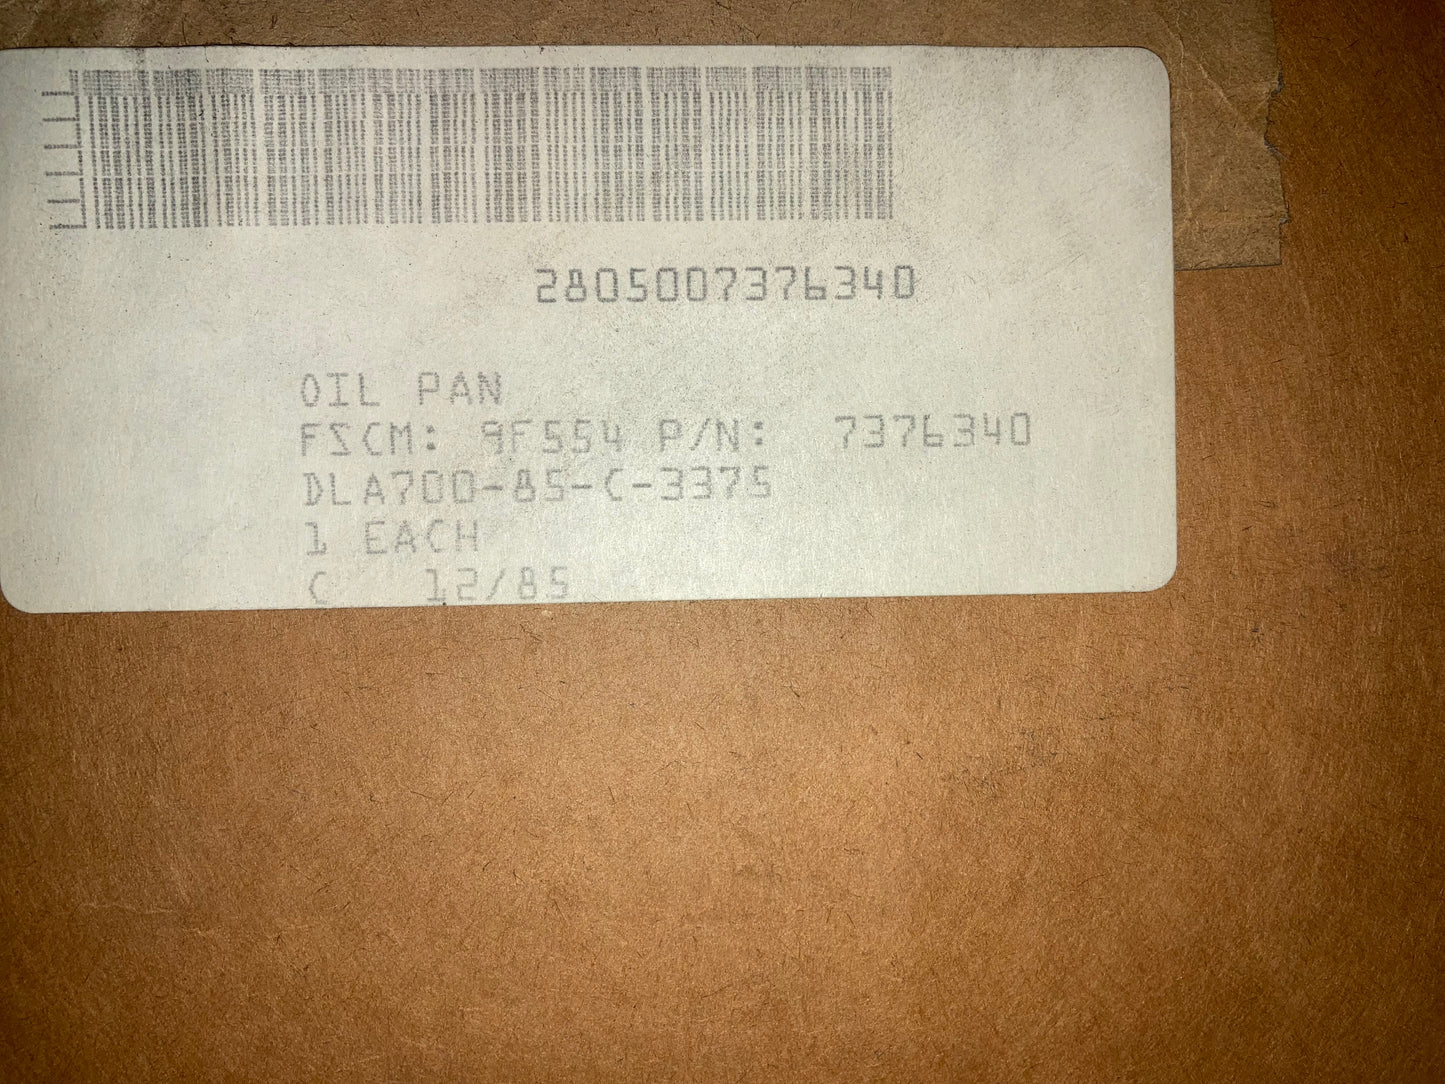 2805007376340
OIL PAN
FSCM: 9F554 P/N: 7376340
DLA700-85-C-3375
1 EACH
C 12/85